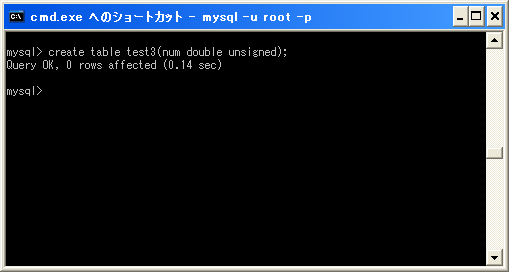 cmd.exe へのショートカット - mysql -u root -p
mysql> create table test3(num double unsigned);
Query OK, 0 rows affected (0.14 sec)
mysql>